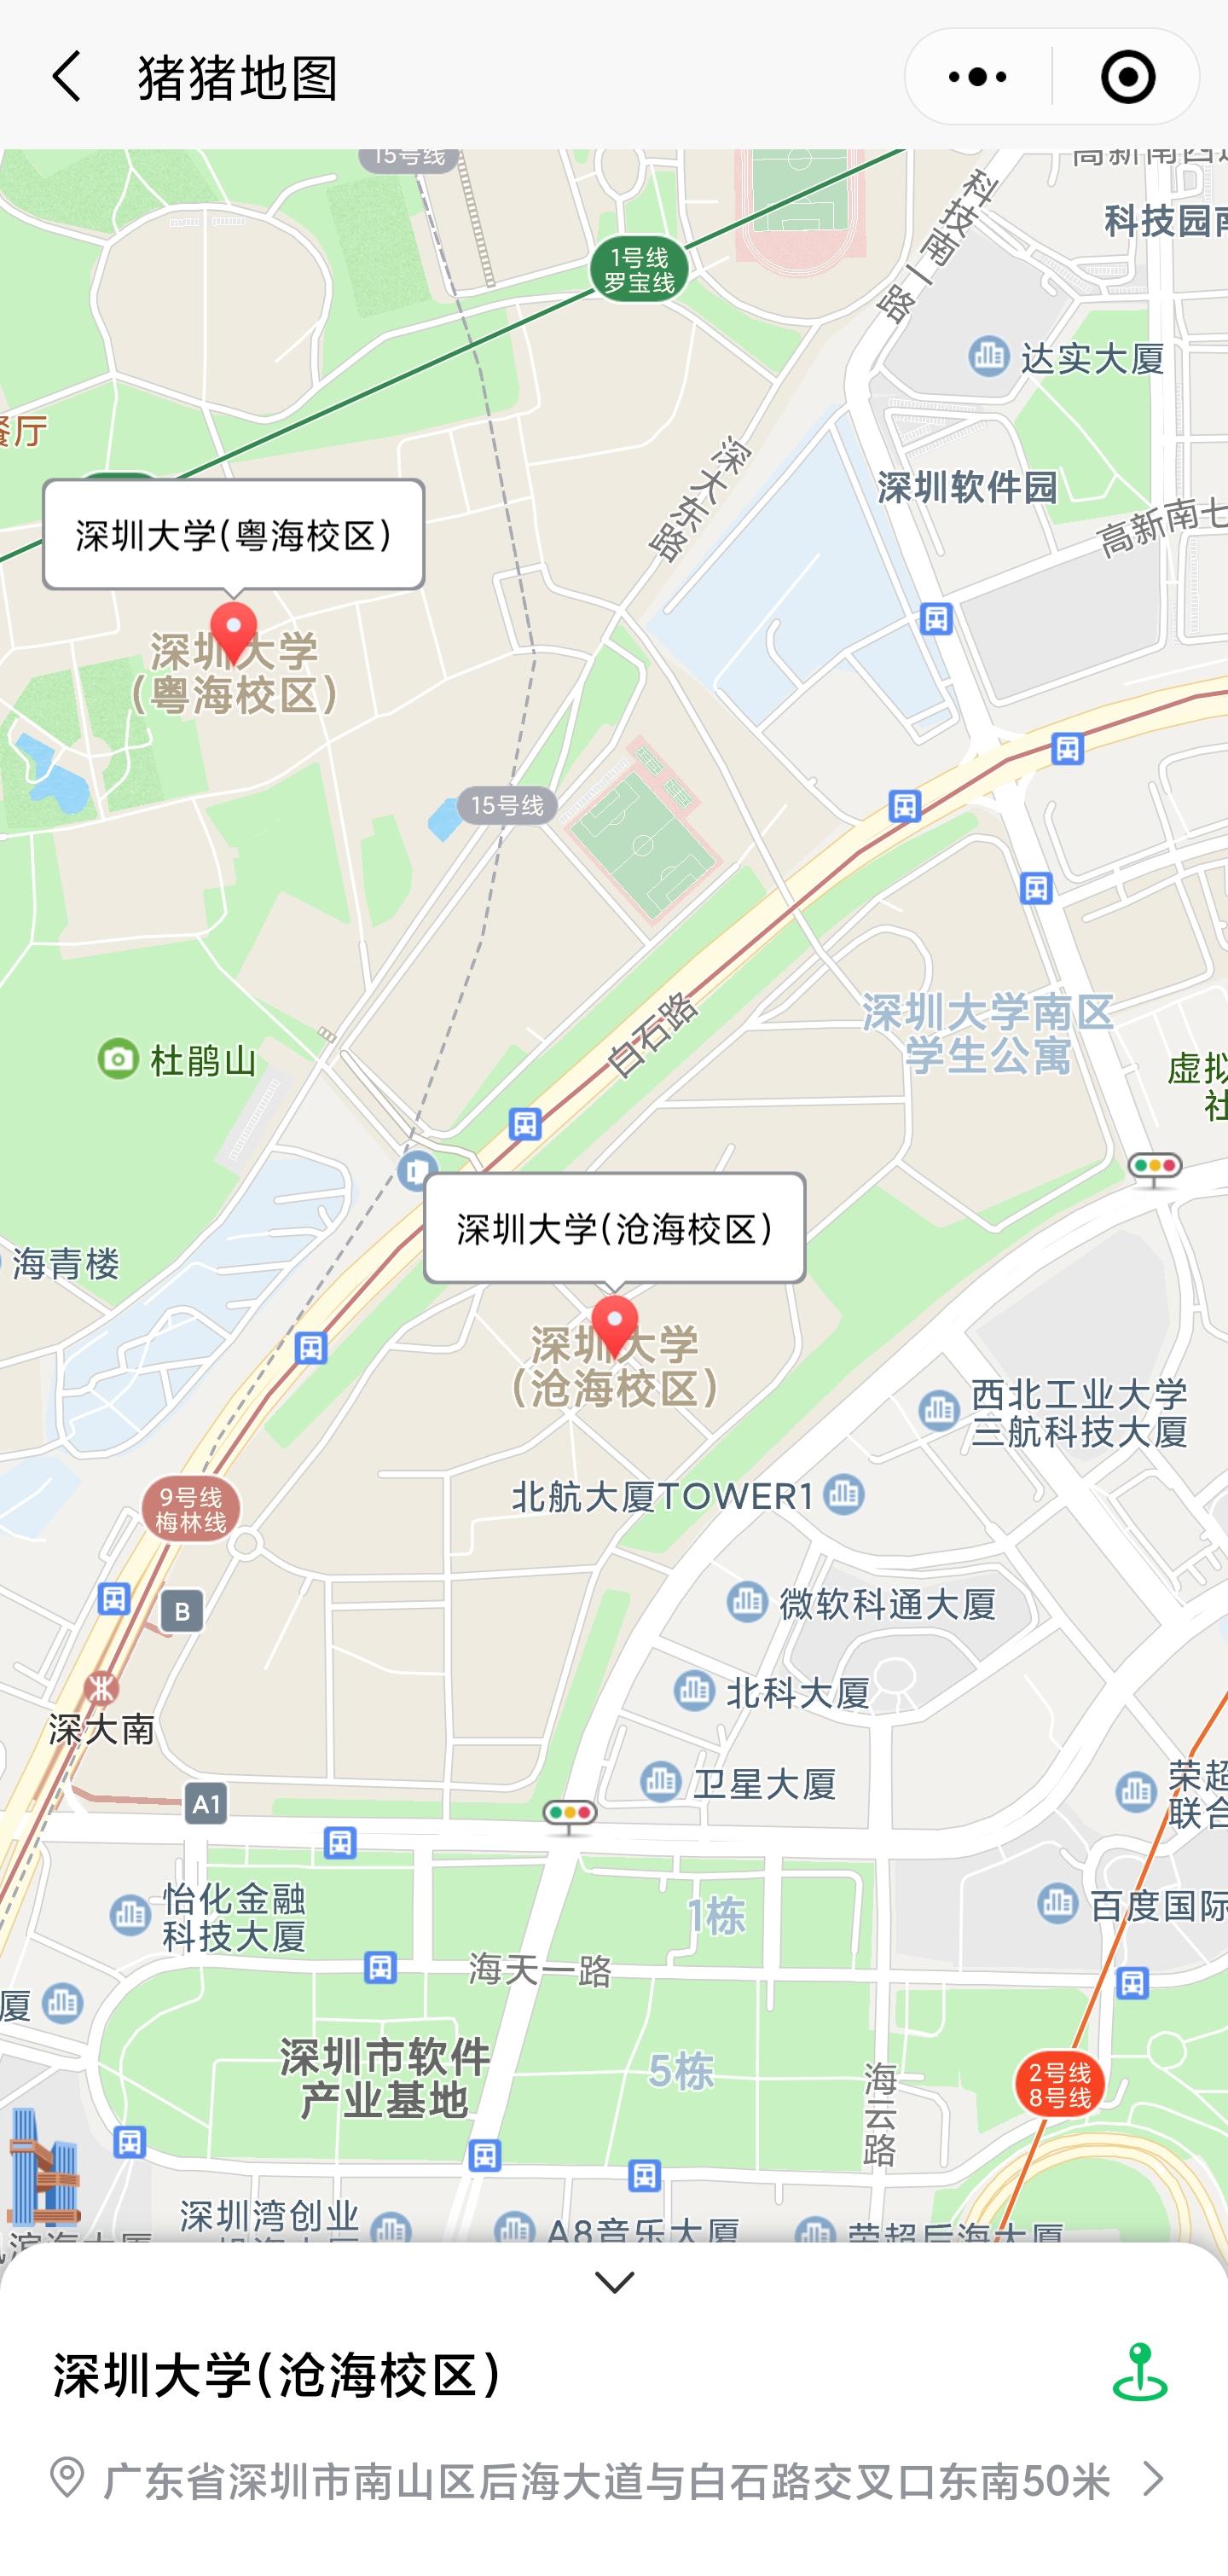 猪猪地图
15号线
科技园南
1号线
罗宝线
科技南一路
达实大厦
餐厅
深大东路
深圳软件园
高新南七
深圳大学(粤海校区)
深圳大学
(粤海校区)
15号线
白石路
深圳大学南区
学生公寓
杜鹃山
虚拟
社
深圳大学(沧海校区)
海青楼
深圳大学
(沧海校区)
西北工业大学
三航科技大厦
北航大厦TOWER1
9号线
梅林线
B
微软科通大厦
北科大厦
深大南
卫星大厦
荣超
联合
A1
怡化金融
科技大厦
1栋
百度国际
海天一路
厦
深圳市软件
产业基地
5栋
海云路
2号线
8号线
深圳湾创业
A8音乐大厦
荣超后海大厦
滨海大厦
深圳大学(沧海校区)
广东省深圳市南山区后海大道与白石路交叉口东南50米